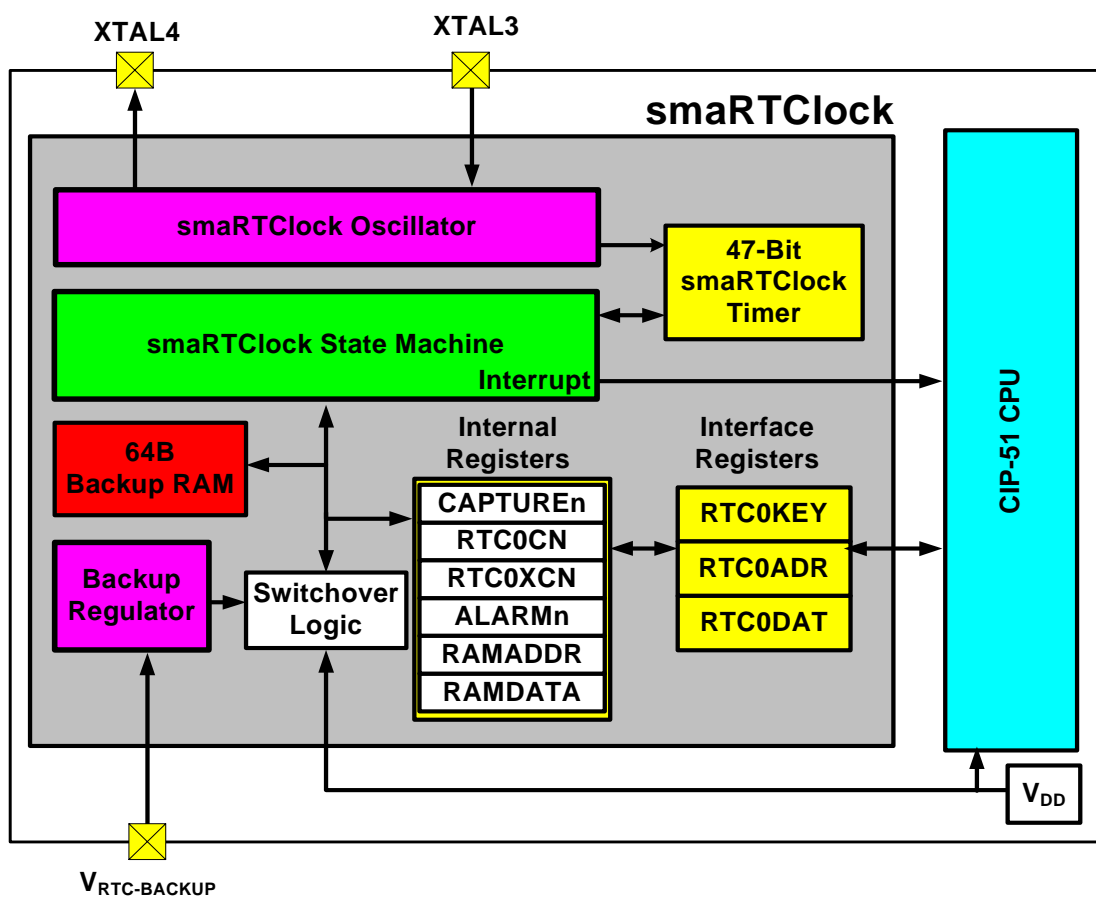 XTAL4
XTAL3
smaRTClock
smaRTClock Oscillator
47-Bit
smaRTClock
Timer
smaRTClock State Machine
Interrupt
64B
Backup RAM
Internal
Registers
Interface
Registers
CAPTUREn
RTC0CN
RTC0XCN
ALARMn
RAMADDR
RAMDATA
RTC0KEY
RTC0ADR
RTC0DAT
Backup
Regulator
Switchover
Logic
CIP-51 CPU
VDD
VRTC-BACKUP